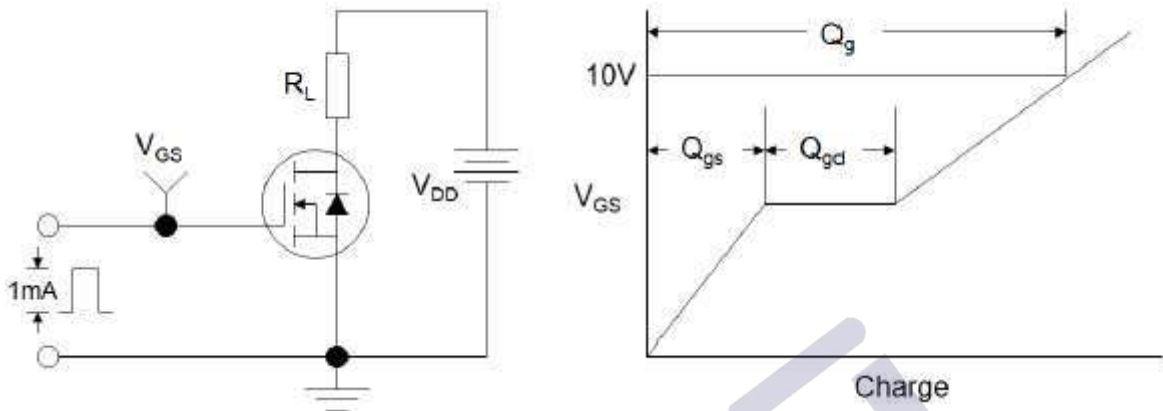 R_L
V_GS
V_DD
1mA
Q_g
10V
Q_gs
Q_gd
V_GS
Charge